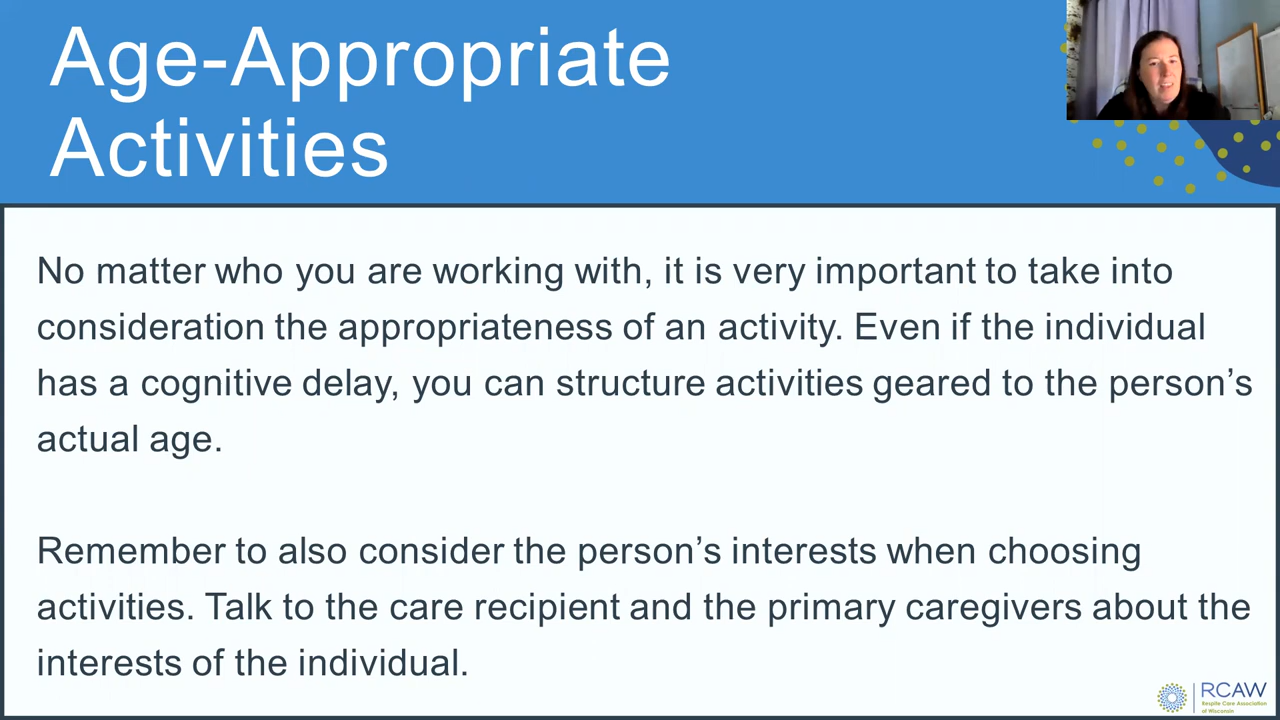 Age-Appropriate
Activities
No matter who you are working with, it is very important to take into
consideration the appropriateness of an activity. Even if the individual
has a cognitive delay, you can structure activities geared to the person’s
actual age.
Remember to also consider the person’s interests when choosing
activities. Talk to the care recipient and the primary caregivers about the
interests of the individual.
RCAW
Respite Care Association
of Wisconsin